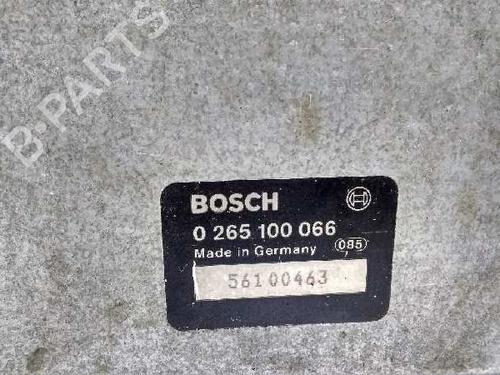 B-PARTS
BOSCH
0 265 100 066
Made in Germany 085
56100463